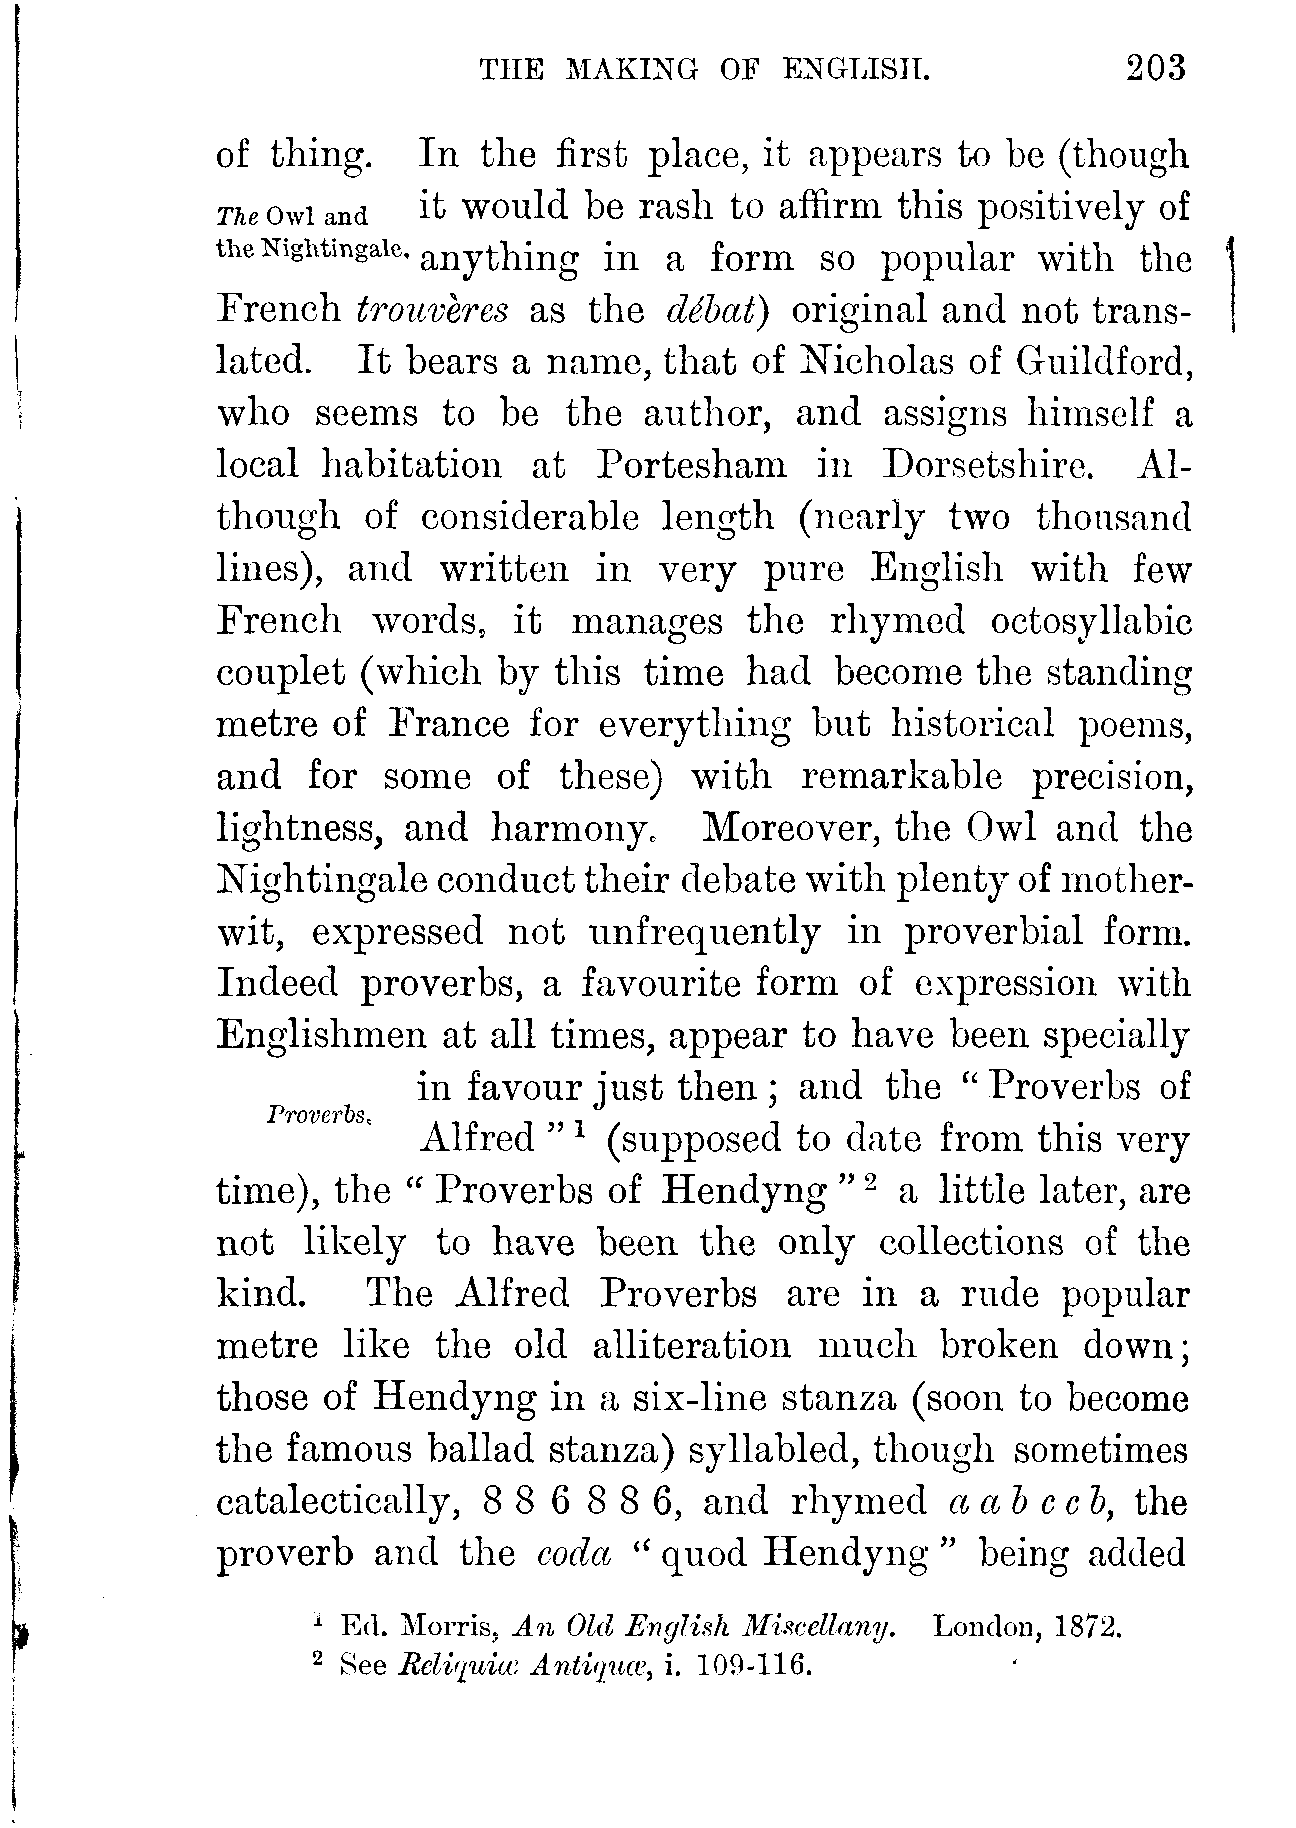 THE MAKING OF ENGLISH. 203
of thing. In the first place, it appears to be (though
The Owl and
the Nightingale.
it would be rash to affirm this positively of
anything in a form so popular with the
French trouvères as the débat) original and not trans-
lated. It bears a name, that of Nicholas of Guildford,
who seems to be the author, and assigns himself a
local habitation at Portesham in Dorsetshire. Al-
though of considerable length (nearly two thousand
lines), and written in very pure English with few
French words, it manages the rhymed octosyllabic
couplet (which by this time had become the standing
metre of France for everything but historical poems,
and for some of these) with remarkable precision,
lightness, and harmony. Moreover, the Owl and the
Nightingale conduct their debate with plenty of mother-
wit, expressed not unfrequently in proverbial form.
Indeed proverbs, a favourite form of expression with
Englishmen at all times, appear to have been specially
Proverbs.
in favour just then; and the "Proverbs of
Alfred" ¹ (supposed to date from this very
time), the "Proverbs of Hendyng" ² a little later, are
not likely to have been the only collections of the
kind. The Alfred Proverbs are in a rude popular
metre like the old alliteration much broken down;
those of Hendyng in a six-line stanza (soon to become
the famous ballad stanza) syllabled, though sometimes
catalectically, 8 8 6 8 8 6, and rhymed a a b c c b, the
proverb and the coda "quod Hendyng" being added
¹ Ed. Morris, An Old English Miscellany. London, 1872.
² See Reliquiæ Antiquæ, i. 109-116.